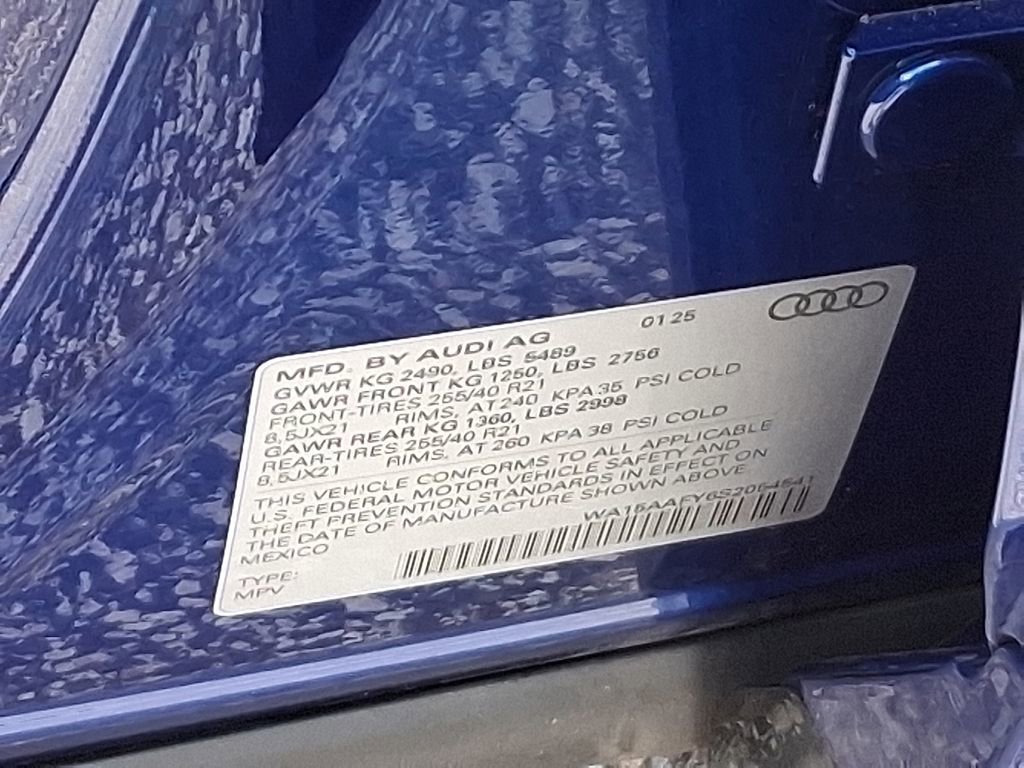 MFD. BY AUDI AG 01 25
GVWR KG 2490, LBS 5489
GAWR FRONT KG 1250, LBS 2756
FRONT-TIRES 255/40 R21
8,5JX21 RIMS, AT 240 KPA 35 PSI COLD
GAWR REAR KG 1360, LBS 2998
REAR-TIRES 255/40 R21
8,5JX21 RIMS, AT 260 KPA 38 PSI COLD
THIS VEHICLE CONFORMS TO ALL APPLICABLE
U.S. FEDERAL MOTOR VEHICLE SAFETY AND
THEFT PREVENTION STANDARDS IN EFFECT ON
THE DATE OF MANUFACTURE SHOWN ABOVE
MEXICO
TYPE:
MPV